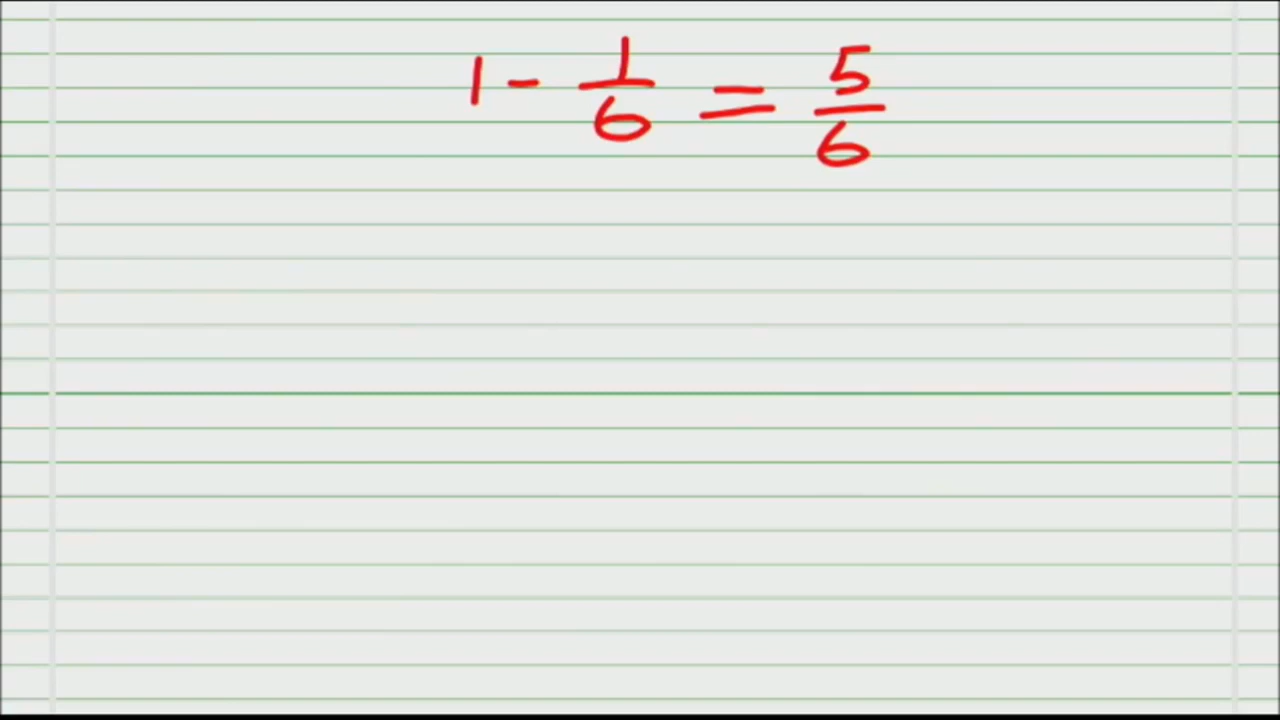 1 - 1/6 = 5/6